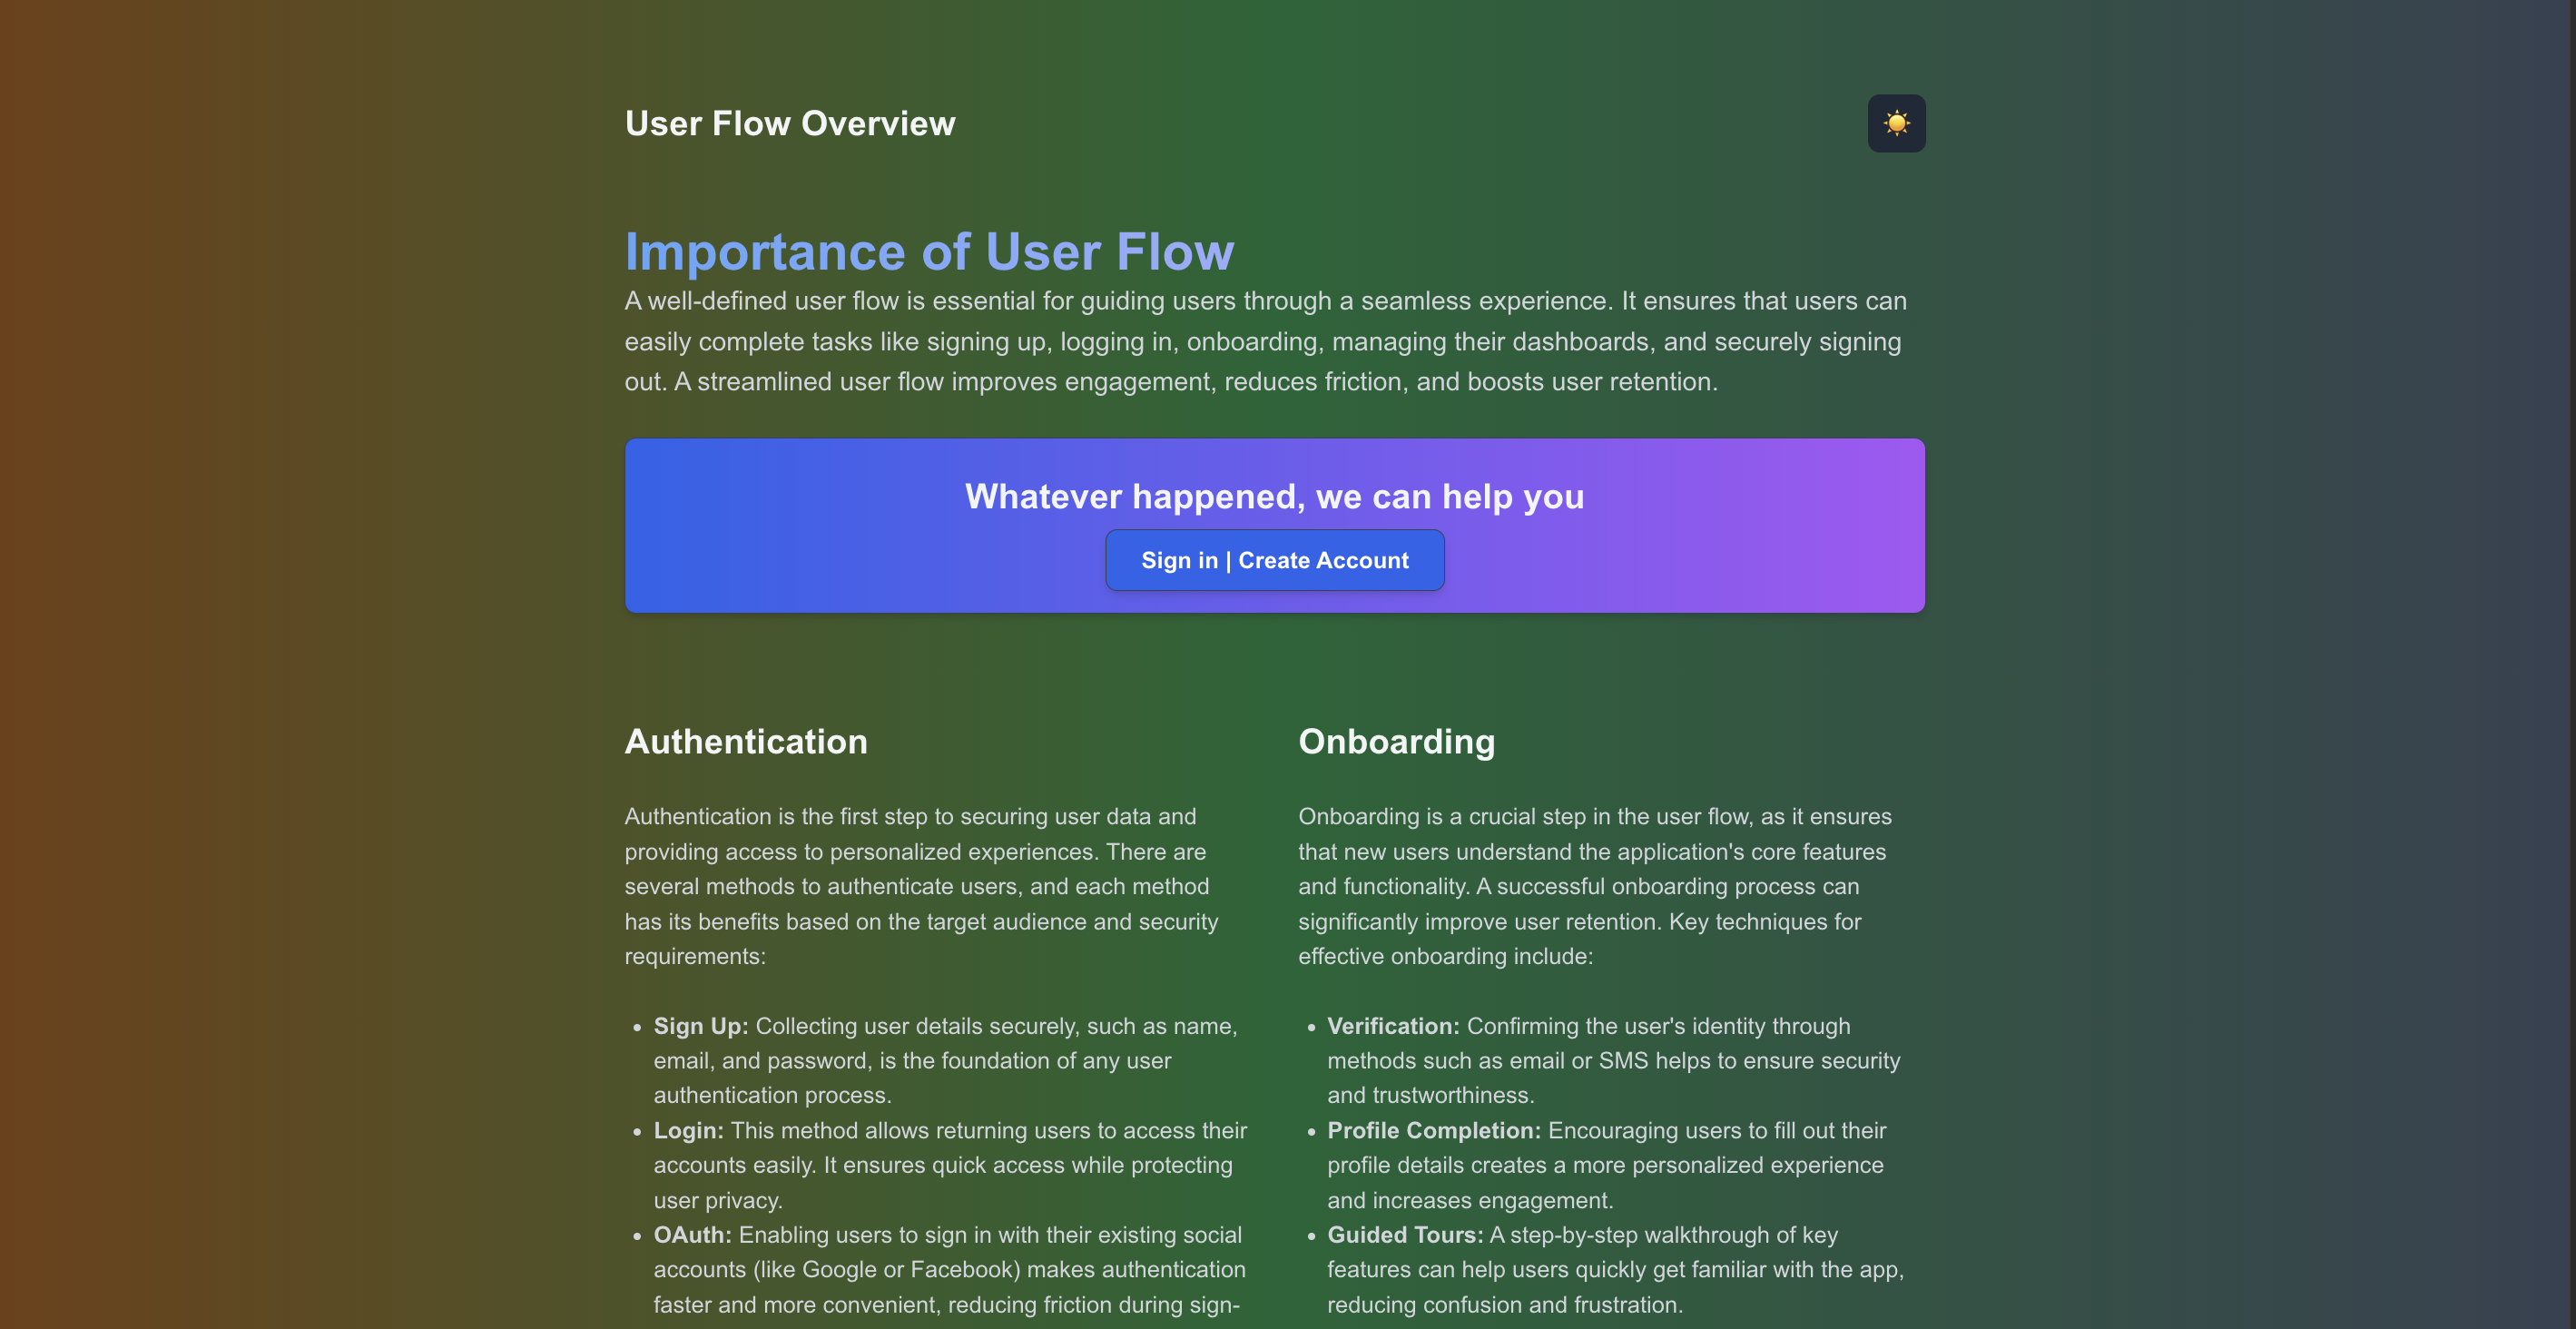 User Flow Overview
Importance of User Flow
A well-defined user flow is essential for guiding users through a seamless experience. It ensures that users can
easily complete tasks like signing up, logging in, onboarding, managing their dashboards, and securely signing
out. A streamlined user flow improves engagement, reduces friction, and boosts user retention.
Whatever happened, we can help you
Sign in | Create Account
Authentication
Authentication is the first step to securing user data and
providing access to personalized experiences. There are
several methods to authenticate users, and each method
has its benefits based on the target audience and security
requirements:
• Sign Up: Collecting user details securely, such as name,
email, and password, is the foundation of any user
authentication process.
• Login: This method allows returning users to access their
accounts easily. It ensures quick access while protecting
user privacy.
• OAuth: Enabling users to sign in with their existing social
accounts (like Google or Facebook) makes authentication
faster and more convenient, reducing friction during sign-
Onboarding
Onboarding is a crucial step in the user flow, as it ensures
that new users understand the application's core features
and functionality. A successful onboarding process can
significantly improve user retention. Key techniques for
effective onboarding include:
• Verification: Confirming the user's identity through
methods such as email or SMS helps to ensure security
and trustworthiness.
• Profile Completion: Encouraging users to fill out their
profile details creates a more personalized experience
and increases engagement.
• Guided Tours: A step-by-step walkthrough of key
features can help users quickly get familiar with the app,
reducing confusion and frustration.